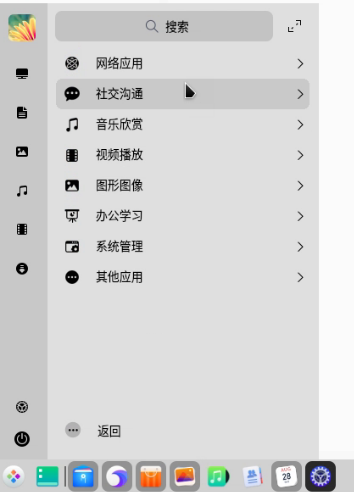 搜索
网络应用
社交沟通
音乐欣赏
视频播放
图形图像
办公学习
系统管理
其他应用
返回
AUG
28